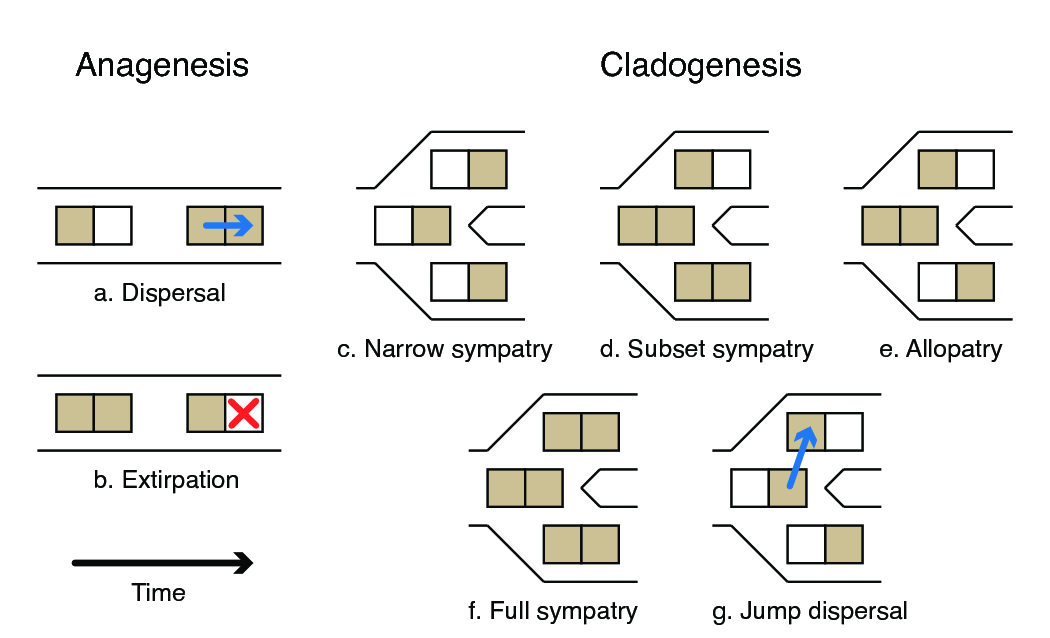 Anagenesis
Cladogenesis
a. Dispersal
b. Extirpation
Time
c. Narrow sympatry
d. Subset sympatry
e. Allopatry
f. Full sympatry
g. Jump dispersal